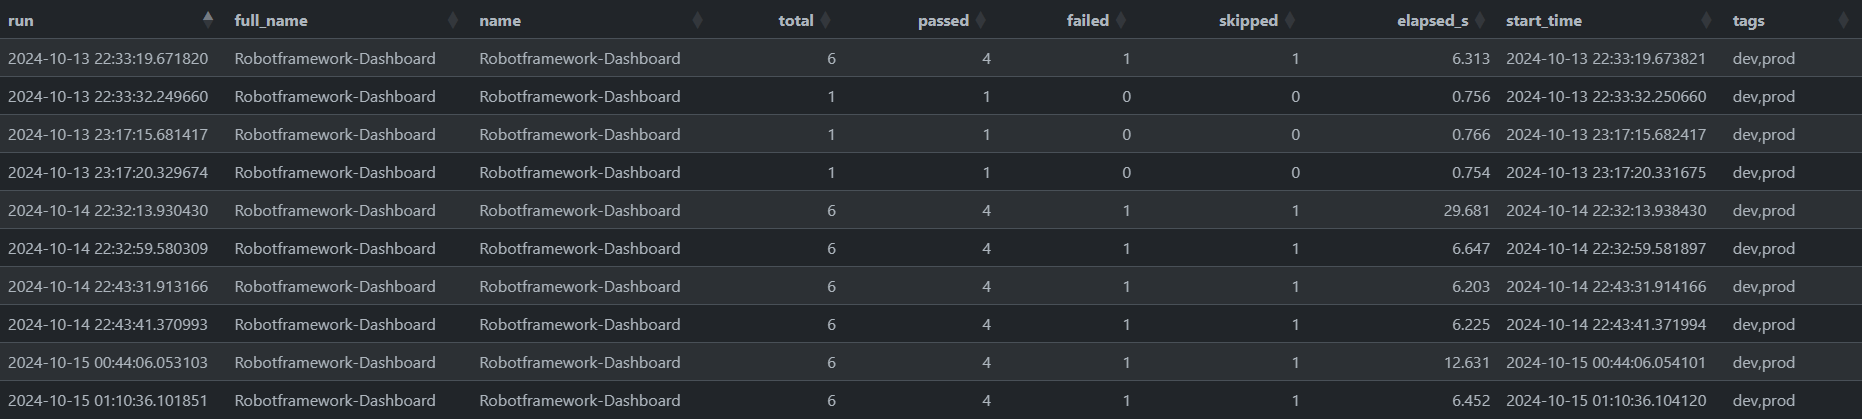 run full_name name total passed failed skipped elapsed_s start_time tags
2024-10-13 22:33:19.671820 Robotframework-Dashboard Robotframework-Dashboard 6 4 1 1 6.313 2024-10-13 22:33:19.673821 dev,prod
2024-10-13 22:33:32.249660 Robotframework-Dashboard Robotframework-Dashboard 1 1 0 0 0.756 2024-10-13 22:33:32.250660 dev,prod
2024-10-13 23:17:15.681417 Robotframework-Dashboard Robotframework-Dashboard 1 1 0 0 0.766 2024-10-13 23:17:15.682417 dev,prod
2024-10-13 23:17:20.329674 Robotframework-Dashboard Robotframework-Dashboard 1 1 0 0 0.754 2024-10-13 23:17:20.331675 dev,prod
2024-10-14 22:32:13.930430 Robotframework-Dashboard Robotframework-Dashboard 6 4 1 1 29.681 2024-10-14 22:32:13.938430 dev,prod
2024-10-14 22:32:59.580309 Robotframework-Dashboard Robotframework-Dashboard 6 4 1 1 6.647 2024-10-14 22:32:59.581897 dev,prod
2024-10-14 22:43:31.913166 Robotframework-Dashboard Robotframework-Dashboard 6 4 1 1 6.203 2024-10-14 22:43:31.914166 dev,prod
2024-10-14 22:43:41.370993 Robotframework-Dashboard Robotframework-Dashboard 6 4 1 1 6.225 2024-10-14 22:43:41.371994 dev,prod
2024-10-15 00:44:06.053103 Robotframework-Dashboard Robotframework-Dashboard 6 4 1 1 12.631 2024-10-15 00:44:06.054101 dev,prod
2024-10-15 01:10:36.101851 Robotframework-Dashboard Robotframework-Dashboard 6 4 1 1 6.452 2024-10-15 01:10:36.104120 dev,prod